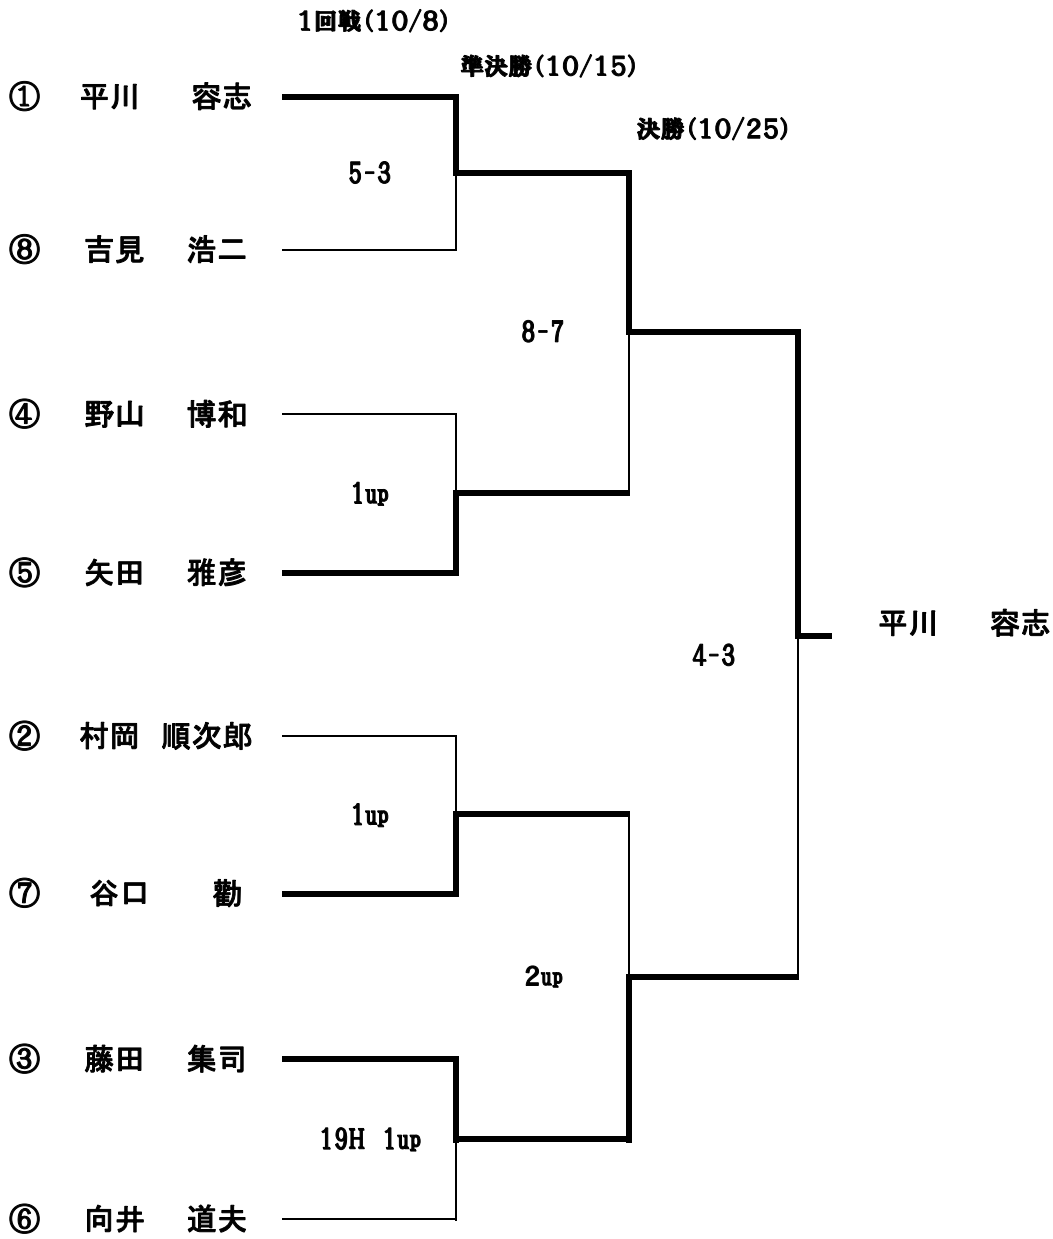 1回戦(10/8)
準決勝(10/15)
① 平川 容志
決勝(10/25)
5-3
⑧ 吉見 浩二
8-7
④ 野山 博和
1up
⑤ 矢田 雅彦
平川 容志
4-3
② 村岡 順次郎
1up
⑦ 谷口 勸
2up
③ 藤田 集司
19H 1up
⑥ 向井 道夫